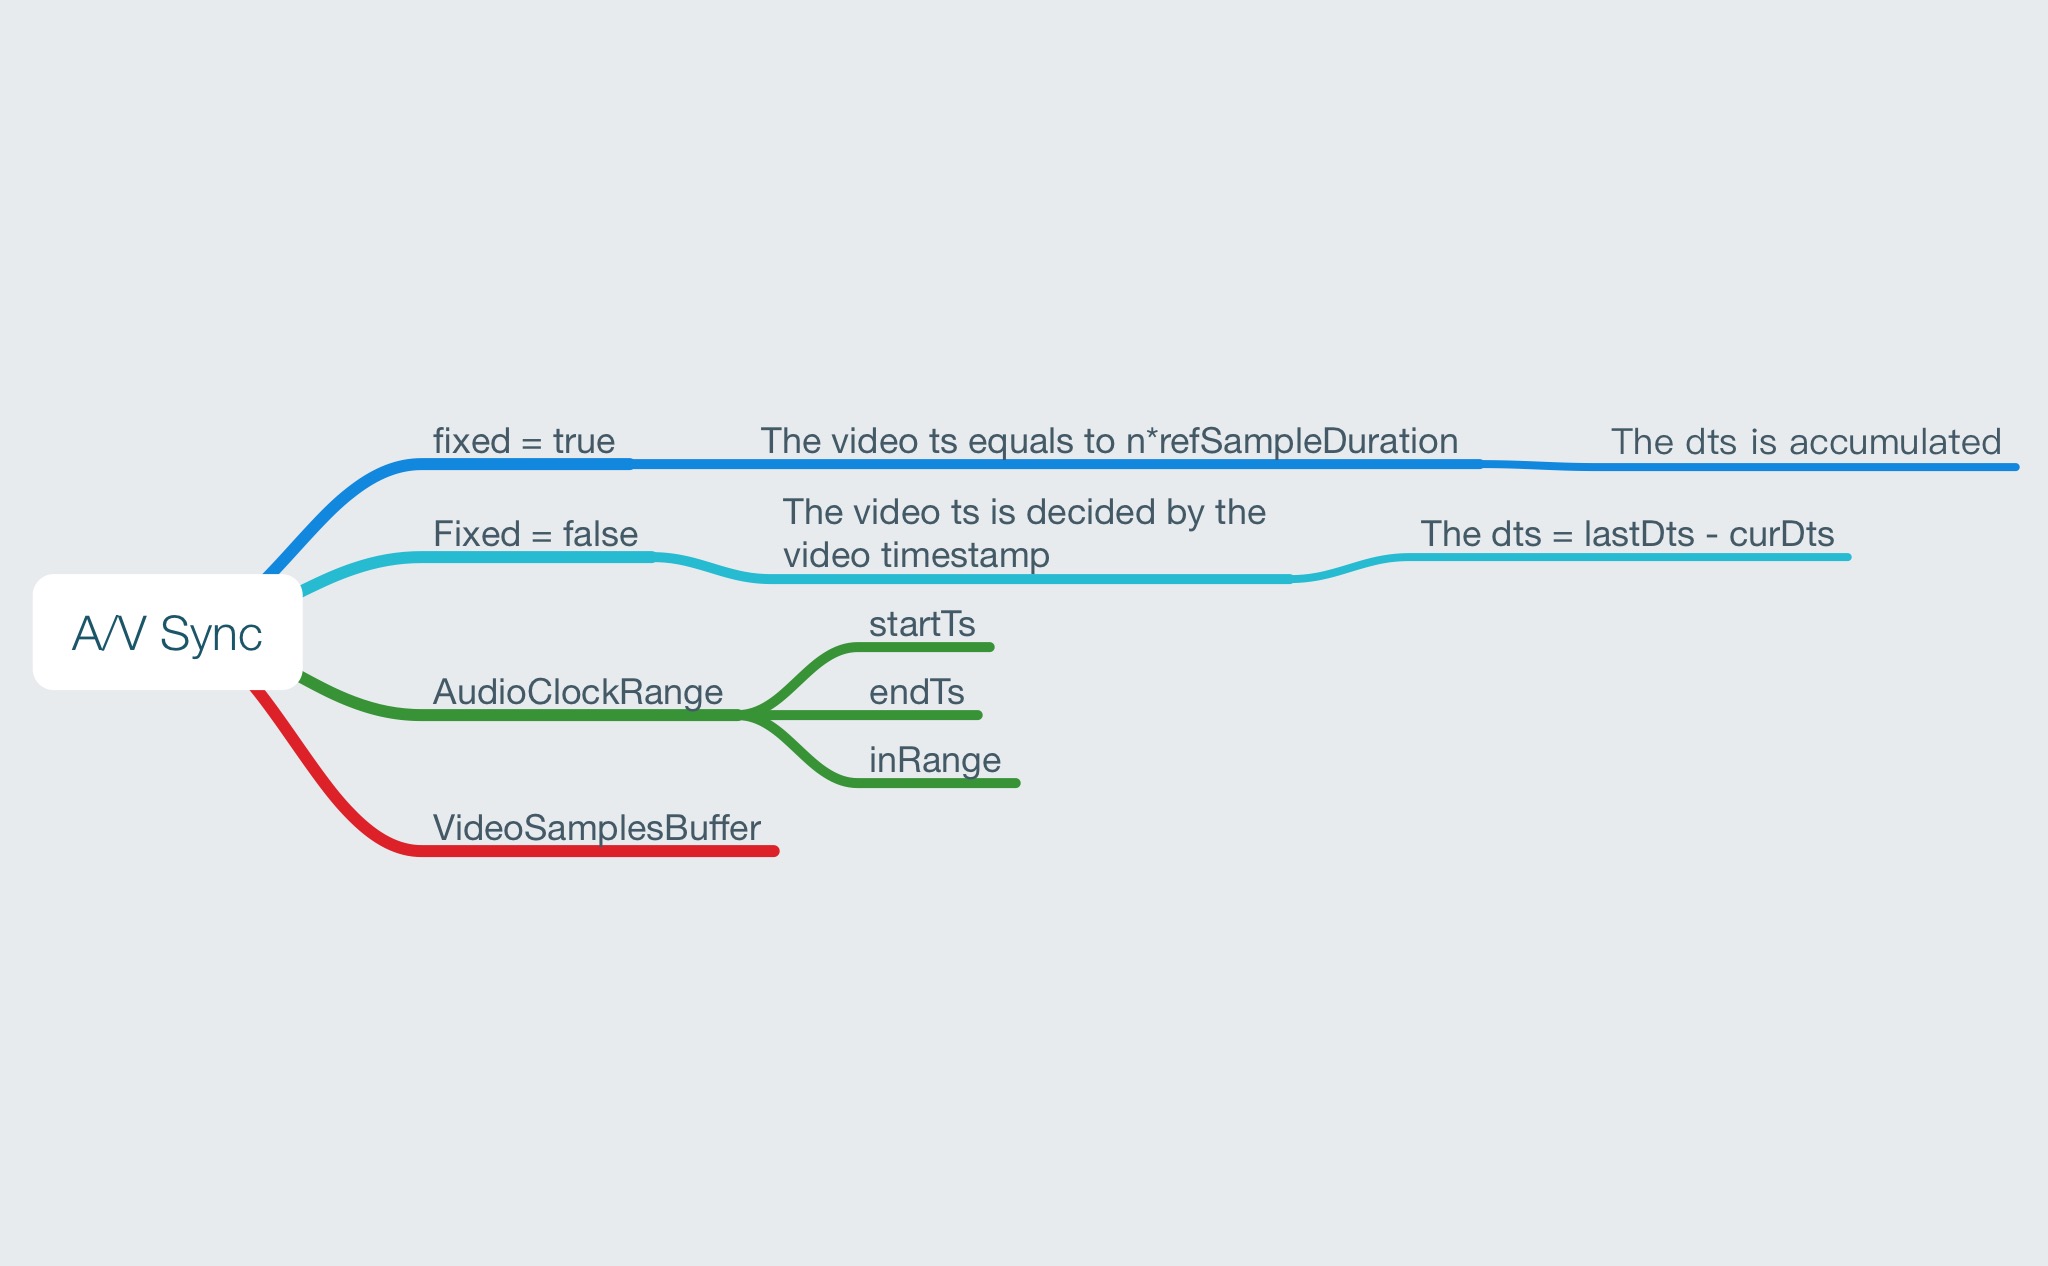 fixed = true
The video ts equals to n*refSampleDuration
The dts is accumulated
Fixed = false
The video ts is decided by the
video timestamp
The dts = lastDts - curDts
A/V Sync
startTs
AudioClockRange
endTs
inRange
VideoSamplesBuffer